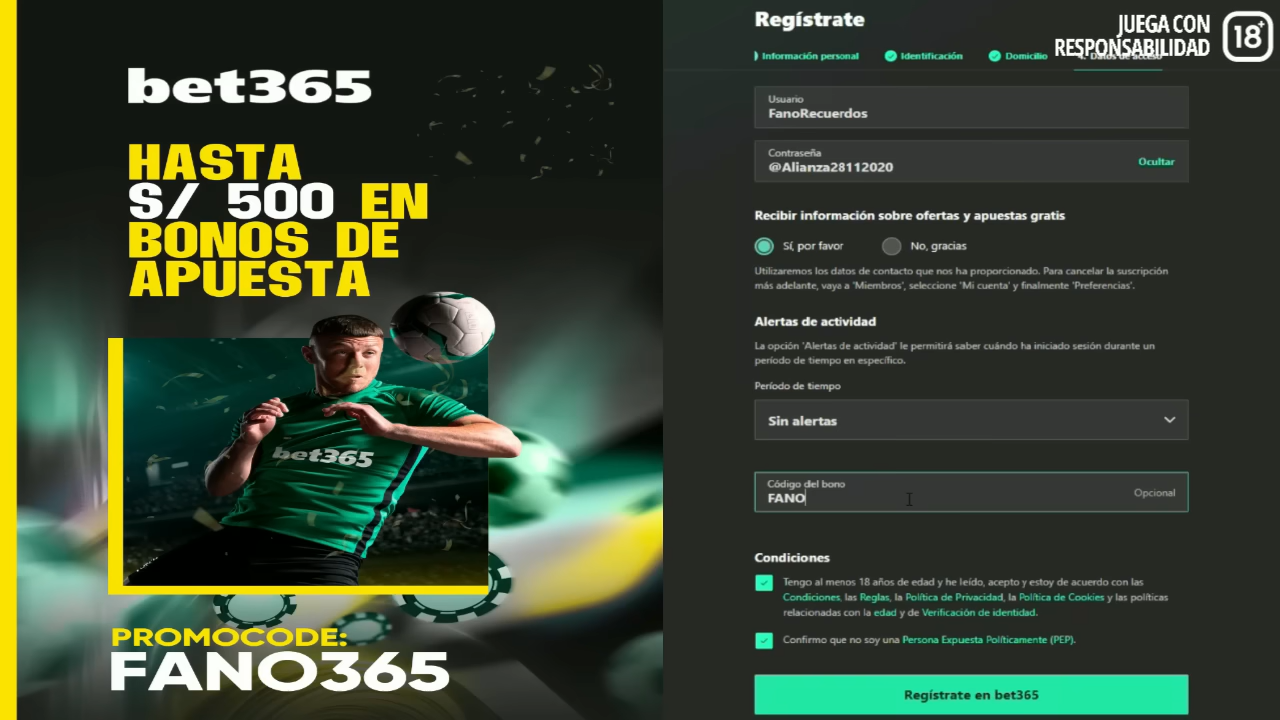 bet365
HASTA
S/ 500 EN
BONOS DE
APUESTA
bet365
PROMOCODE:
FANO365
Regístrate
JUEGA CON
RESPONSABILIDAD
18+
Información personal
Identificación
Domicilio
Datos de acceso
Usuario
FanoRecuerdos
Contraseña
@Alianza28112020
Ocultar
Recibir información sobre ofertas y apuestas gratis
Sí, por favor
No, gracias
Utilizaremos los datos de contacto que nos ha proporcionado. Para cancelar la suscripción
más adelante, vaya a 'Miembros', seleccione 'Mi cuenta' y finalmente 'Preferencias'.
Alertas de actividad
La opción 'Alertas de actividad' le permitirá saber cuándo ha iniciado sesión durante un
período de tiempo en específico.
Período de tiempo
Sin alertas
Código del bono
FANO
Opcional
Condiciones
Tengo al menos 18 años de edad y he leído, acepto y estoy de acuerdo con las
Condiciones, las Reglas, la Política de Privacidad, la Política de Cookies y las políticas
relacionadas con la edad y de Verificación de identidad.
Confirmo que no soy una Persona Expuesta Políticamente (PEP).
Regístrate en bet365